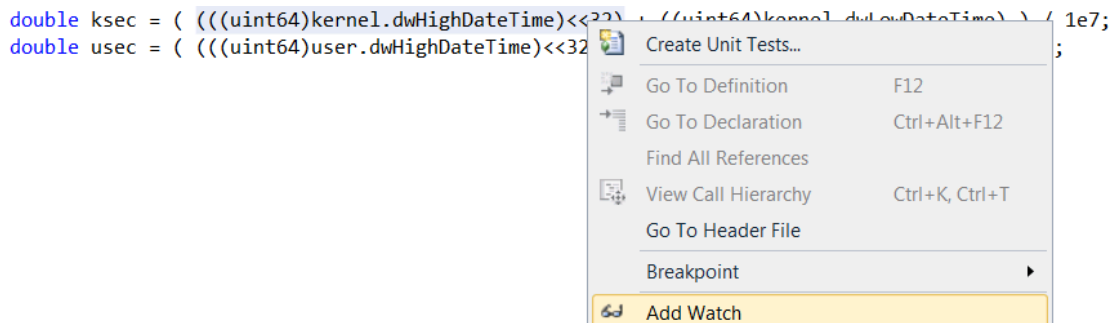 double ksec = ( (((uint64)kernel.dwHighDateTime)<<32) + ((uint64)kernel.dwLowDateTime) ) / 1e7;
double usec = ( (((uint64)user.dwHighDateTime)<<32 ;
Create Unit Tests...
Go To Definition F12
Go To Declaration Ctrl+Alt+F12
Find All References
View Call Hierarchy Ctrl+K, Ctrl+T
Go To Header File
Breakpoint
Add Watch